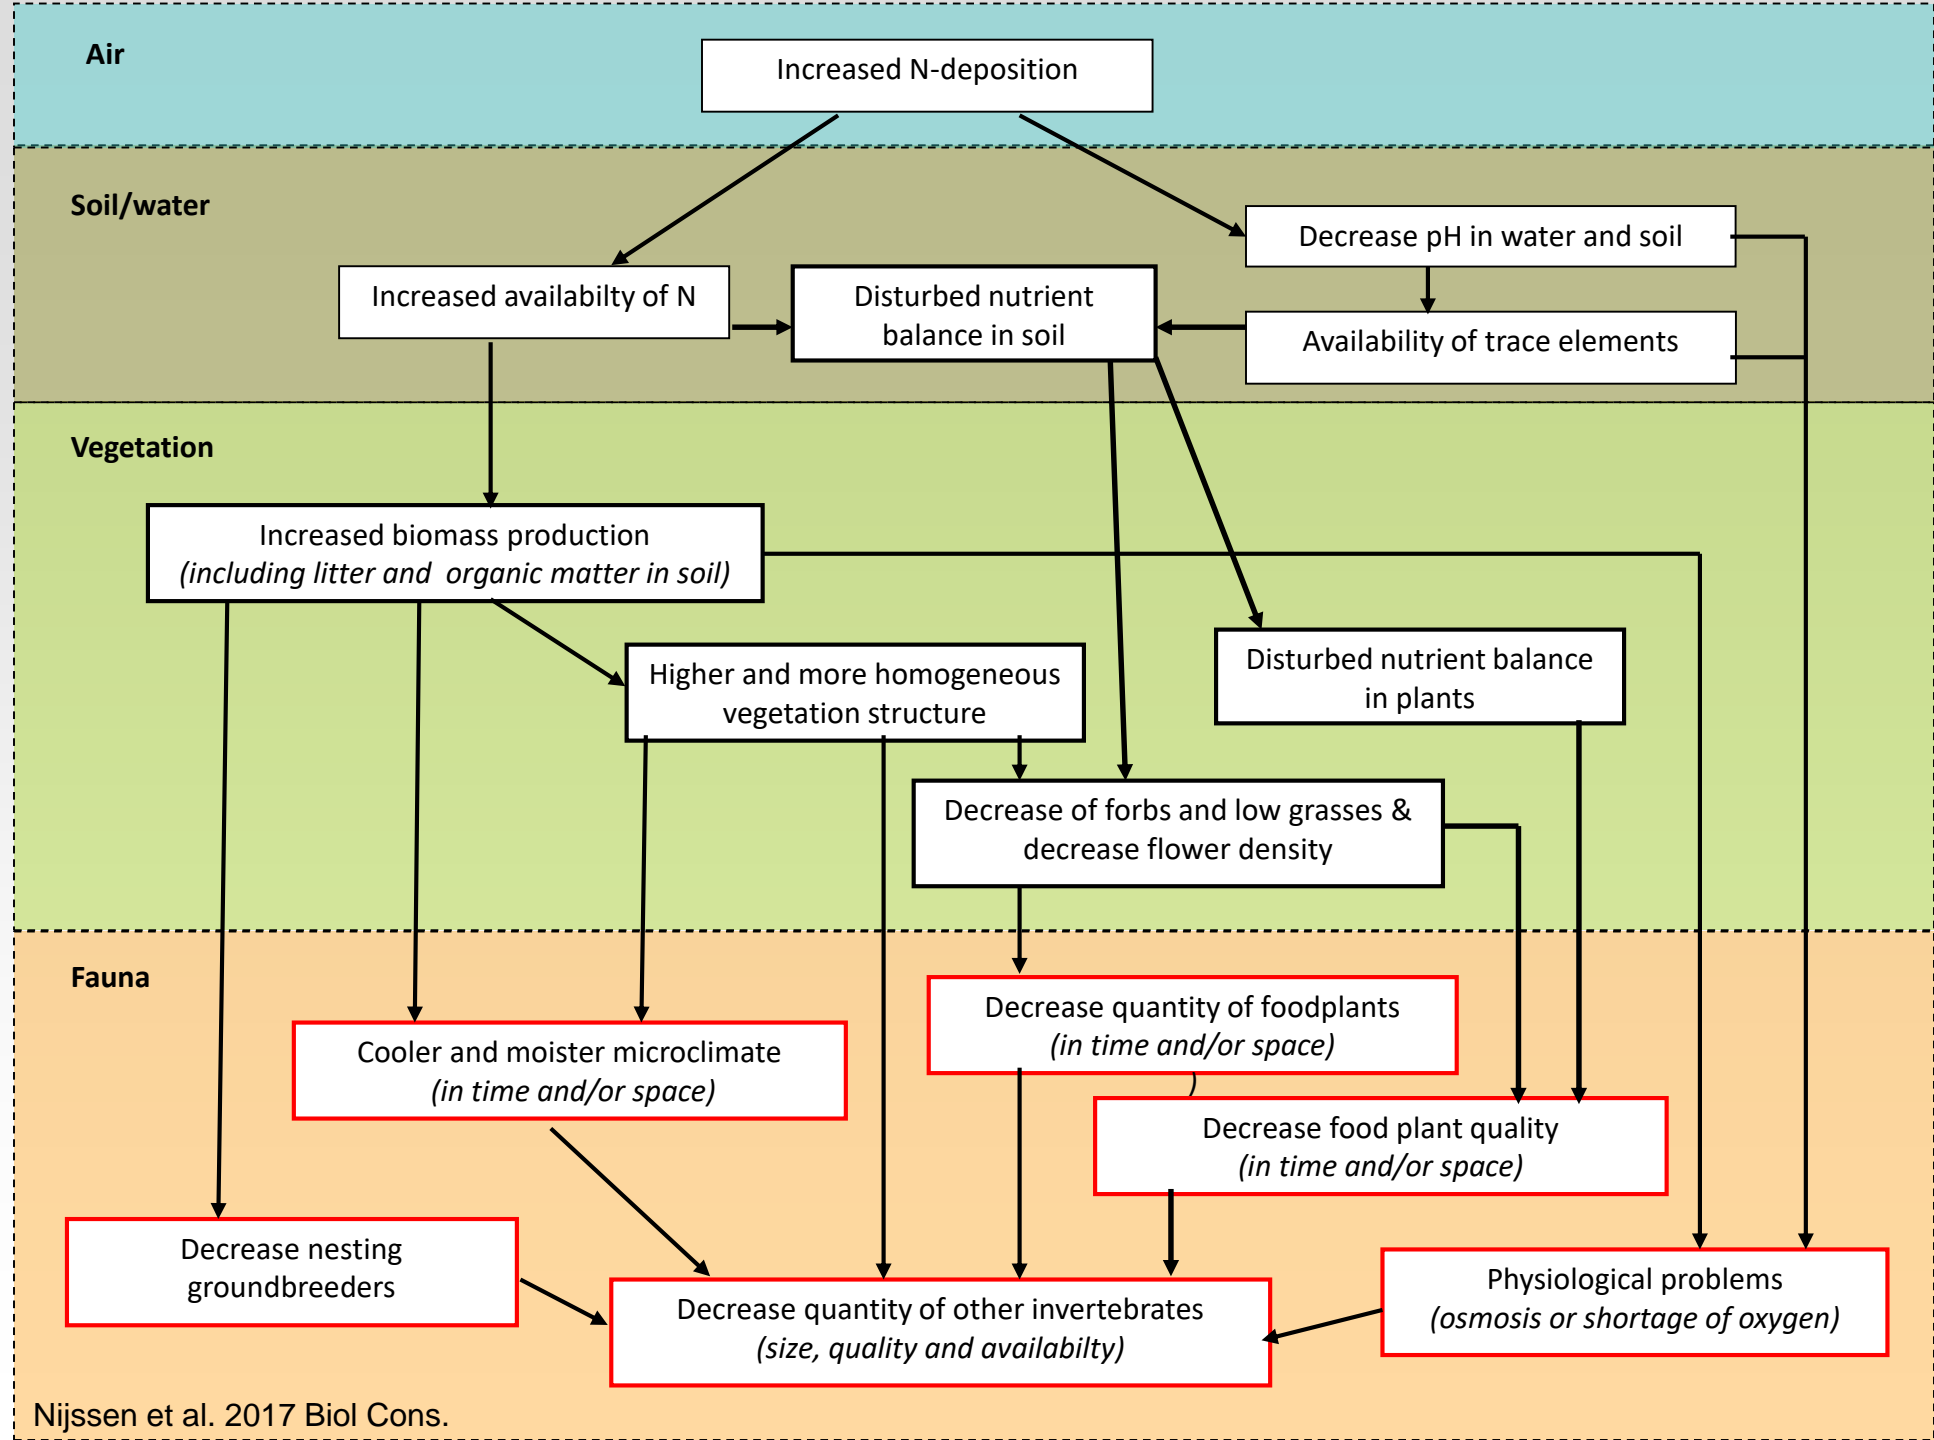 Air
Increased N-deposition
Soil/water
Decrease pH in water and soil
Increased availabilty of N
Disturbed nutrient
balance in soil
Availability of trace elements
Vegetation
Increased biomass production
(including litter and  organic matter in soil)
Higher and more homogeneous
vegetation structure
Disturbed nutrient balance
in plants
Decrease of forbs and low grasses &
decrease flower density
Fauna
Decrease quantity of foodplants
(in time and/or space)
Cooler and moister microclimate
(in time and/or space)
)
Decrease food plant quality
(in time and/or space)
Decrease nesting
groundbreeders
Decrease quantity of other invertebrates
(size, quality and availabilty)
Physiological problems
(osmosis or shortage of oxygen)
Nijssen et al. 2017 Biol Cons.